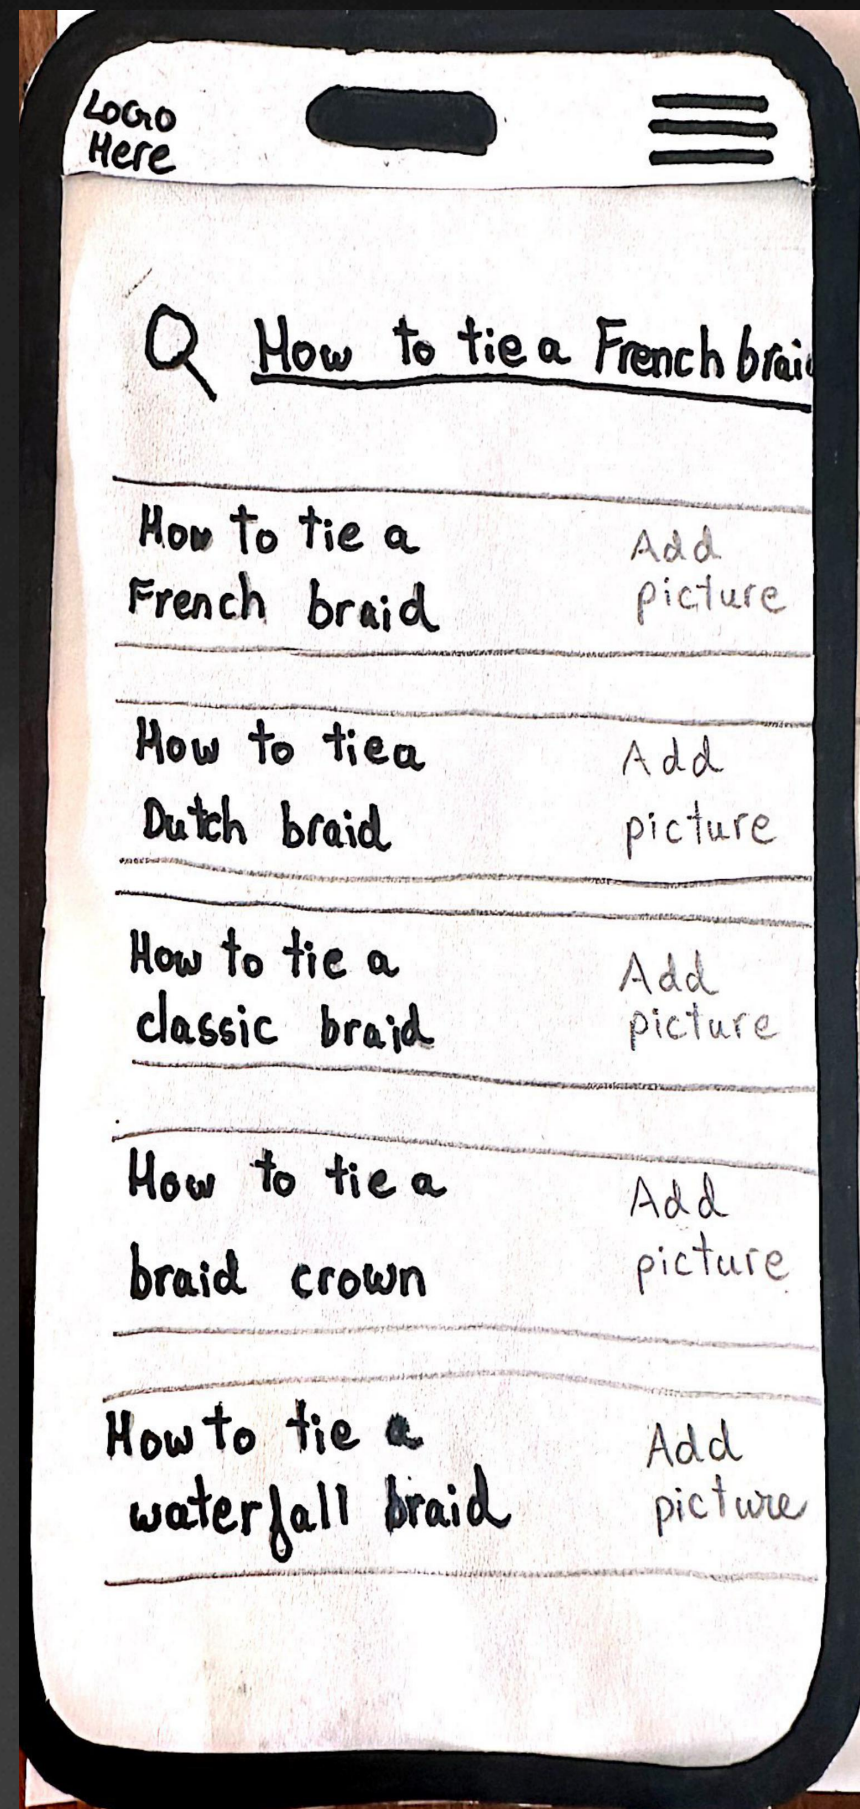 LOGO
Here
How to tie a French brai
How to tie a
French braid
Add
picture
How to tie a
Dutch braid
Add
picture
How to tie a
classic braid
Add
picture
How to tie a
braid crown
Add
picture
How to tie a
waterfall braid
Add
picture